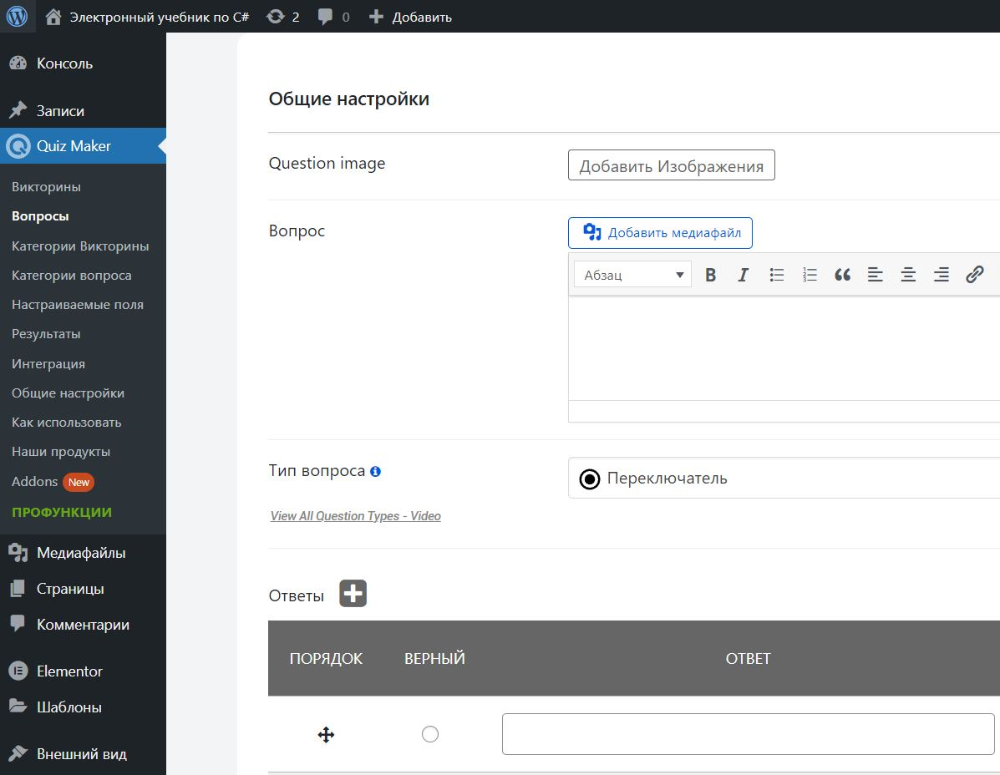 Электронный учебник по C# 2 0 Добавить
Консоль
Записи
Quiz Maker
Викторины
Вопросы
Категории Викторины
Категории вопроса
Настраиваемые поля
Результаты
Интеграция
Общие настройки
Как использовать
Наши продукты
Addons New
ПРОФУНКЦИИ
Медиафайлы
Страницы
Комментарии
Elementor
Шаблоны
Внешний вид
Общие настройки
Question image Добавить Изображения
Вопрос Добавить медиафайл
Абзац B I
Тип вопроса Переключатель
View All Question Types - Video
Ответы
ПОРЯДОК ВЕРНЫЙ ОТВЕТ